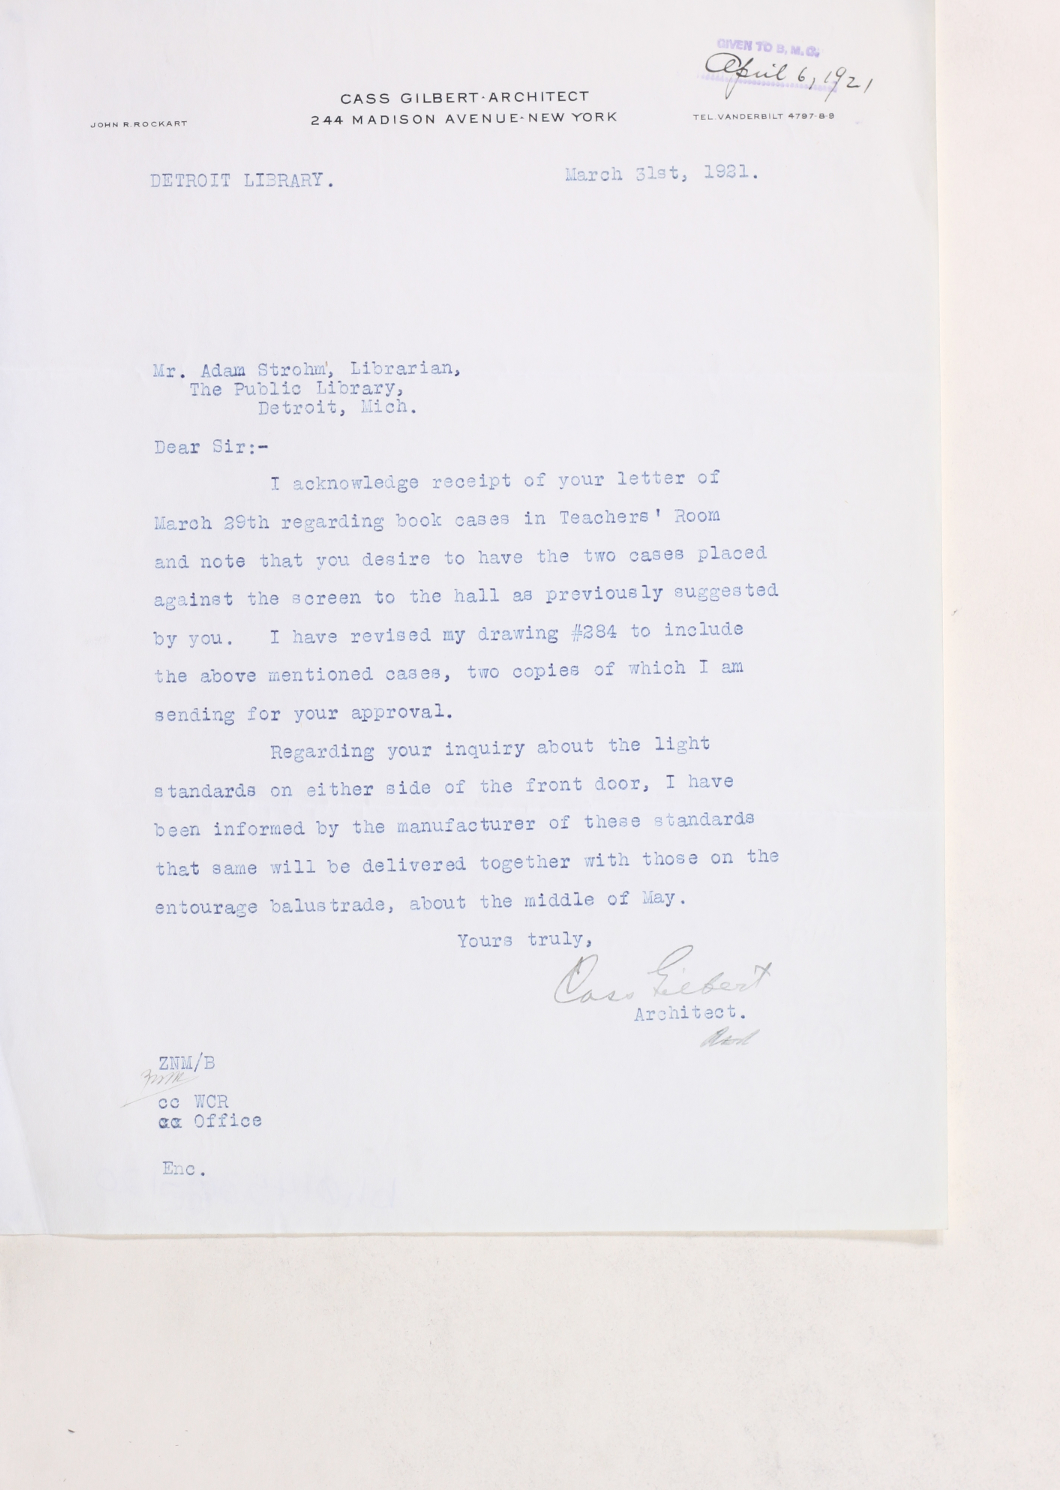 GIVEN TO B. M. C.
April 6, 1921
CASS GILBERT·ARCHITECT
JOHN R. ROCKART 244 MADISON AVENUE·NEW YORK TEL. VANDERBILT 4797-8-9
DETROIT LIBRARY. March 31st, 1921.
Mr. Adam Strohm, Librarian,
The Public Library,
Detroit, Mich.
Dear Sir:-
I acknowledge receipt of your letter of
March 29th regarding book cases in Teachers' Room
and note that you desire to have the two cases placed
against the screen to the hall as previously suggested
by you. I have revised my drawing #284 to include
the above mentioned cases, two copies of which I am
sending for your approval.
Regarding your inquiry about the light
standards on either side of the front door, I have
been informed by the manufacturer of these standards
that same will be delivered together with those on the
entourage balustrade, about the middle of May.
Yours truly,
Cass Gilbert
Architect.
ZNM/B
cc WCR
cc Office
Enc.